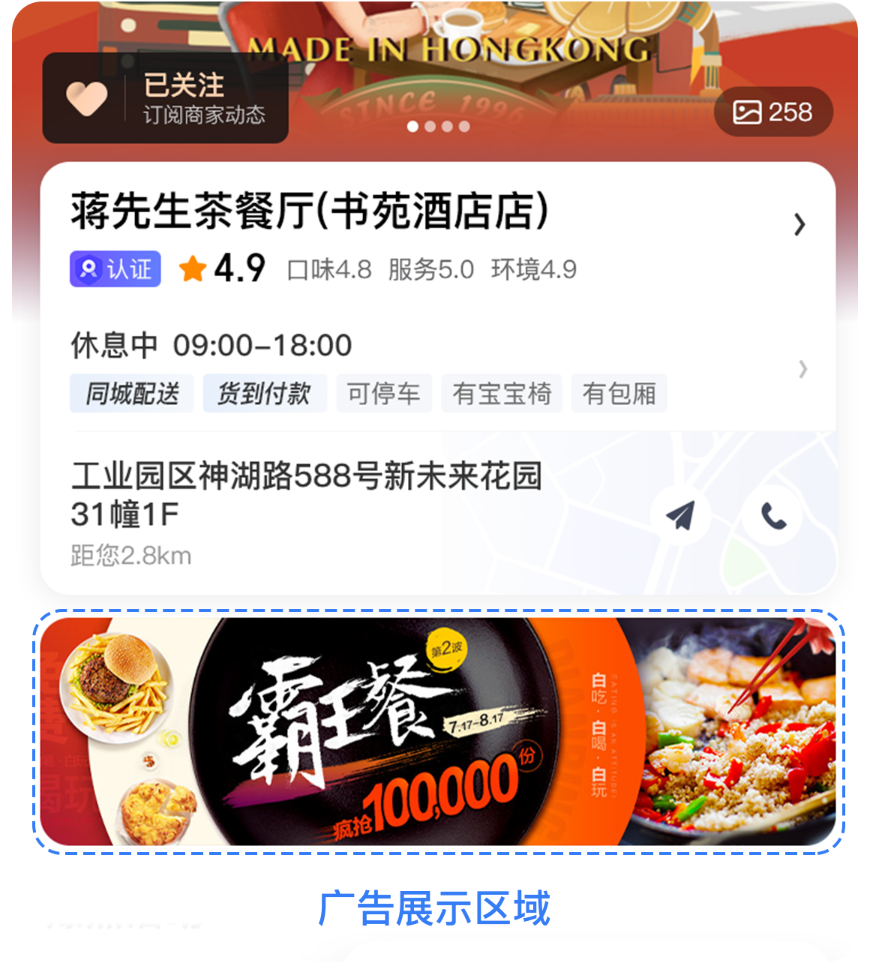 MADE IN HONGKONG
SINCE 1996
已关注
订阅商家动态
258
蒋先生茶餐厅(书苑酒店店)
认证 4.9 口味4.8 服务5.0 环境4.9
休息中 09:00–18:00
同城配送 货到付款 可停车 有宝宝椅 有包厢
工业园区神湖路588号新未来花园
31幢1F
距您2.8km
第2波
霸王餐
7.17-8.17
疯抢100,000份
白吃·白喝·白玩
广告展示区域